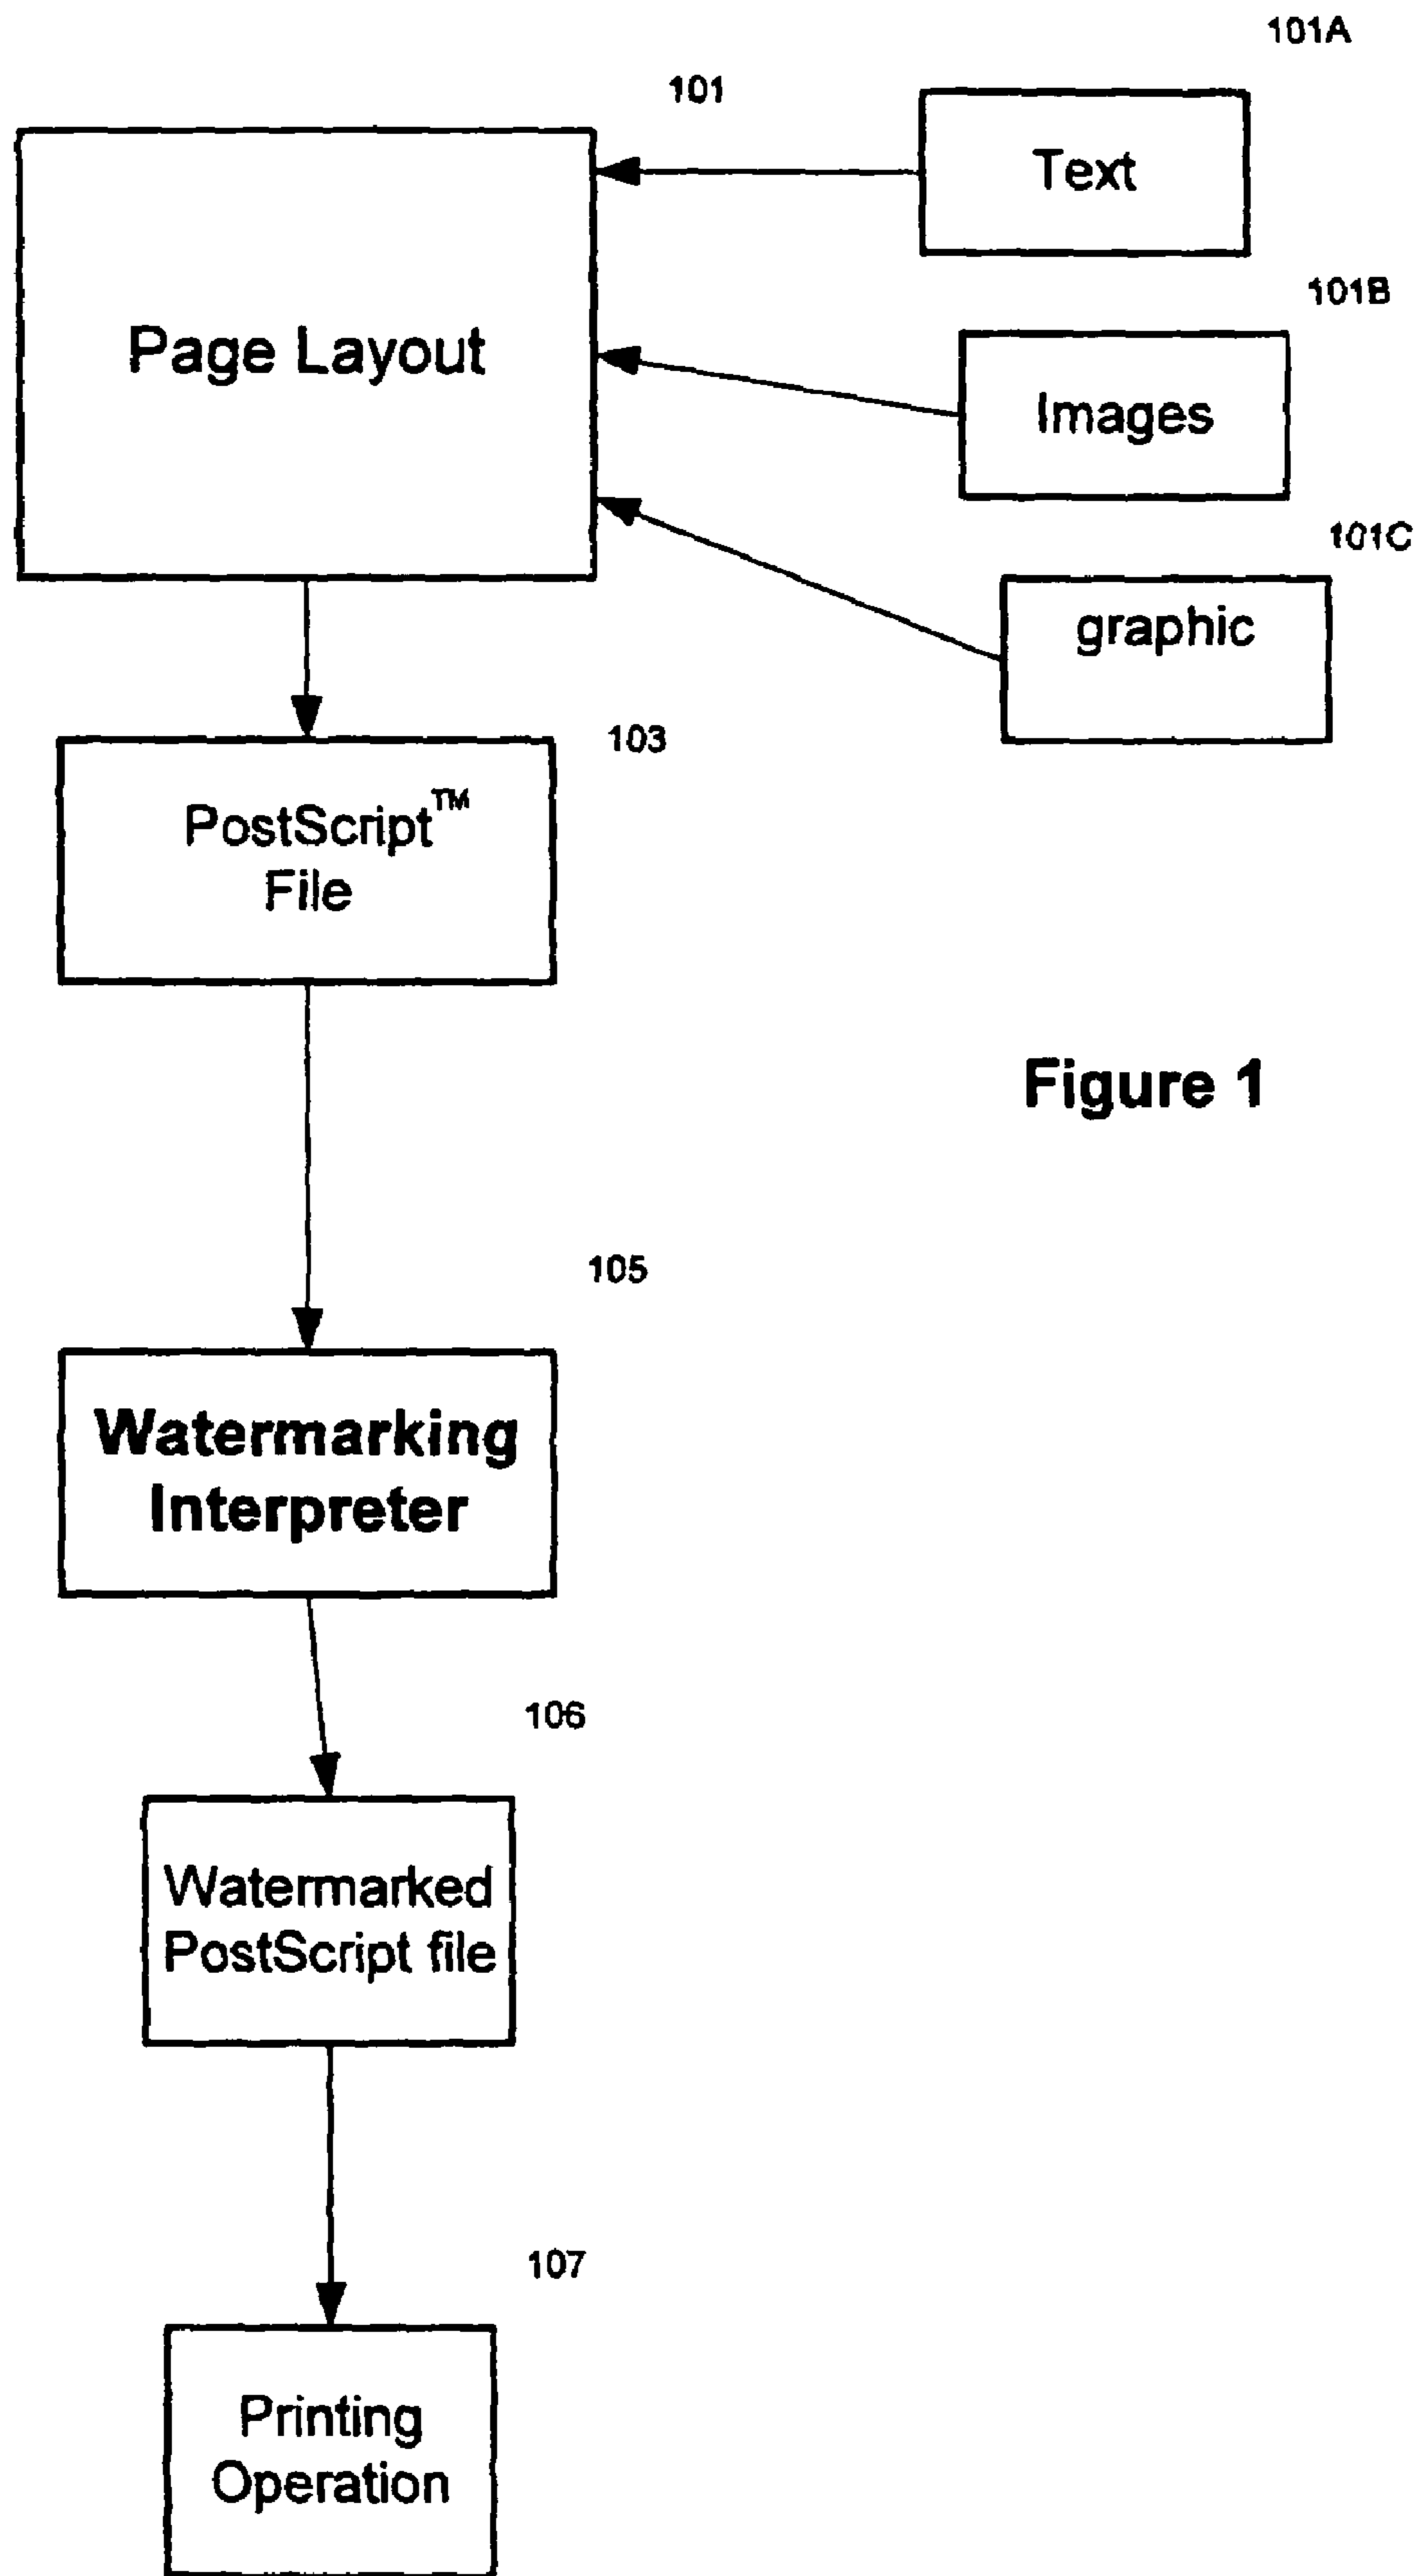 101A
101
Text
Page Layout
101B
Images
101C
graphic
103
PostScript™
File
Figure 1
105
Watermarking
Interpreter
106
Watermarked
PostScript file
107
Printing
Operation